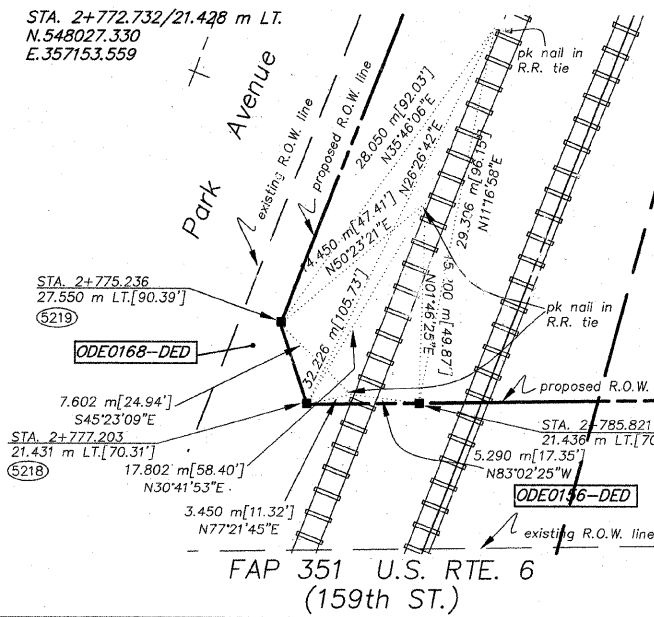 STA. 2+772.732/21.428 m LT.
N.548027.330
E.357153.559
Park Avenue
existing R.O.W. line
proposed R.O.W. line
28.050 m[92.03']
N35°46'06"E
N26°26'42"E
pk nail in
R.R. tie
29.306 m[96.15']
N11°16'58"E
14.450 m[47.41']
N50°23'21"E
32.226 m[105.73']
m[49.87']
N01°46'25"E
STA. 2+775.236
27.550 m LT.[90.39']
5219
pk nail in
R.R. tie
ODE0168-DED
7.602 m[24.94']
S45°23'09"E
proposed R.O.W.
STA. 2+777.203
21.431 m LT.[70.31']
5218
STA. 2+785.821
21.436 m LT.[70
17.802 m[58.40']
N30°41'53"E
5.290 m[17.35']
N83°02'25"W
3.450 m[11.32']
N77°21'45"E
ODE0156-DED
existing R.O.W. line
FAP 351 U.S. RTE. 6
(159th ST.)